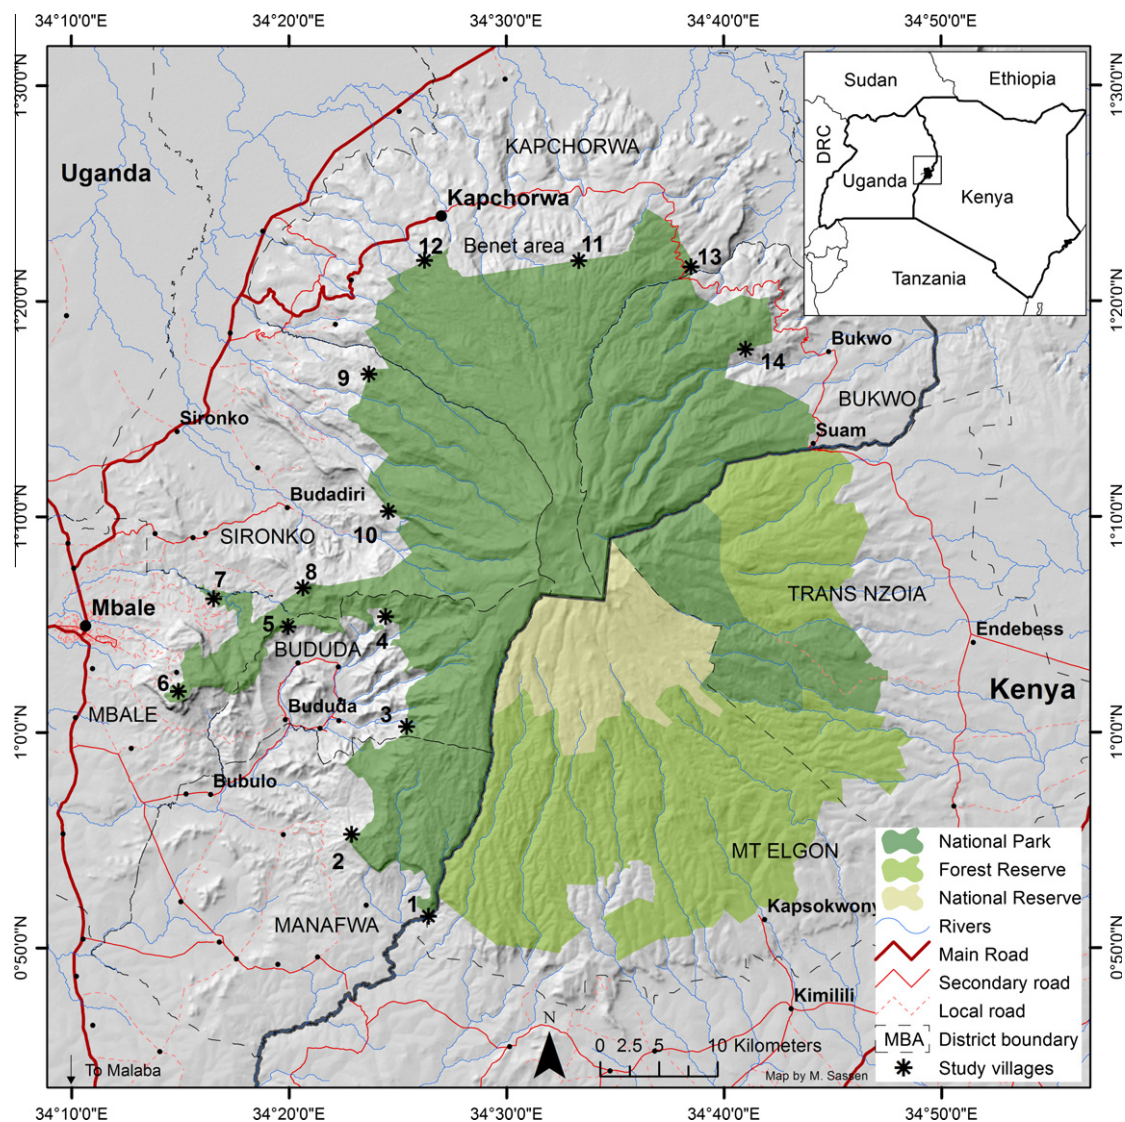 34°10'0"E 34°20'0"E 34°30'0"E 34°40'0"E 34°50'0"E
1°30'0"N
1°30'0"N
Sudan
Ethiopia
DRC
Uganda
Kenya
Tanzania
KAPCHORWA
Uganda
Kapchorwa
12
Benet area
11
13
1°20'0"N
1°20'0"N
14
Bukwo
9
BUKWO
Sironko
Suam
Budadiri
1°10'0"N
1°10'0"N
10
SIRONKO
8
7
TRANS NZOIA
Mbale
5
4
Endebess
BUDUDA
6
Kenya
MBALE
Bududa
3
1°0'0"N
1°0'0"N
Bubulo
2
MT ELGON
1
Kapsokwony
MANAFWA
0°50'0"N
0°50'0"N
Kimilili
National Park
Forest Reserve
National Reserve
Rivers
Main Road
Secondary road
Local road
MBA District boundary
Study villages
N
0 2.5 5 10 Kilometers
To Malaba
Map by M. Sassen
34°10'0"E 34°20'0"E 34°30'0"E 34°40'0"E 34°50'0"E